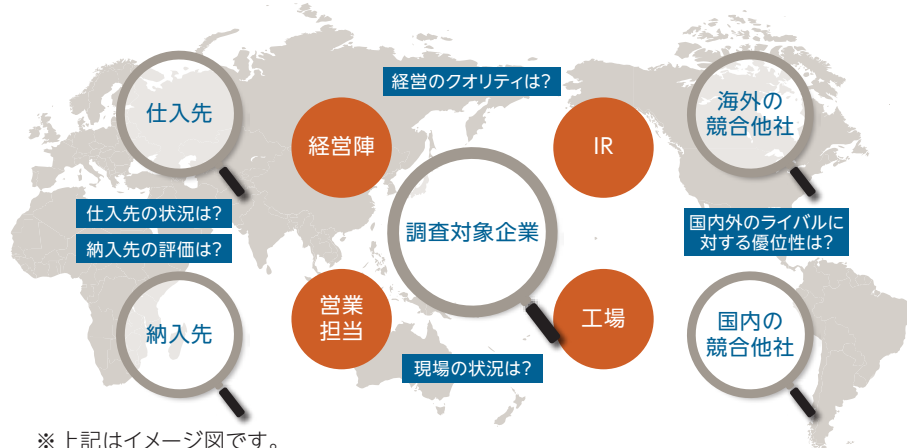 仕入先
経営のクオリティは?
海外の
競合他社
経営陣
IR
仕入先の状況は?
納入先の評価は?
調査対象企業
国内外のライバルに
対する優位性は?
営業
担当
工場
納入先
国内の
競合他社
現場の状況は?
※上記はイメージ図です。